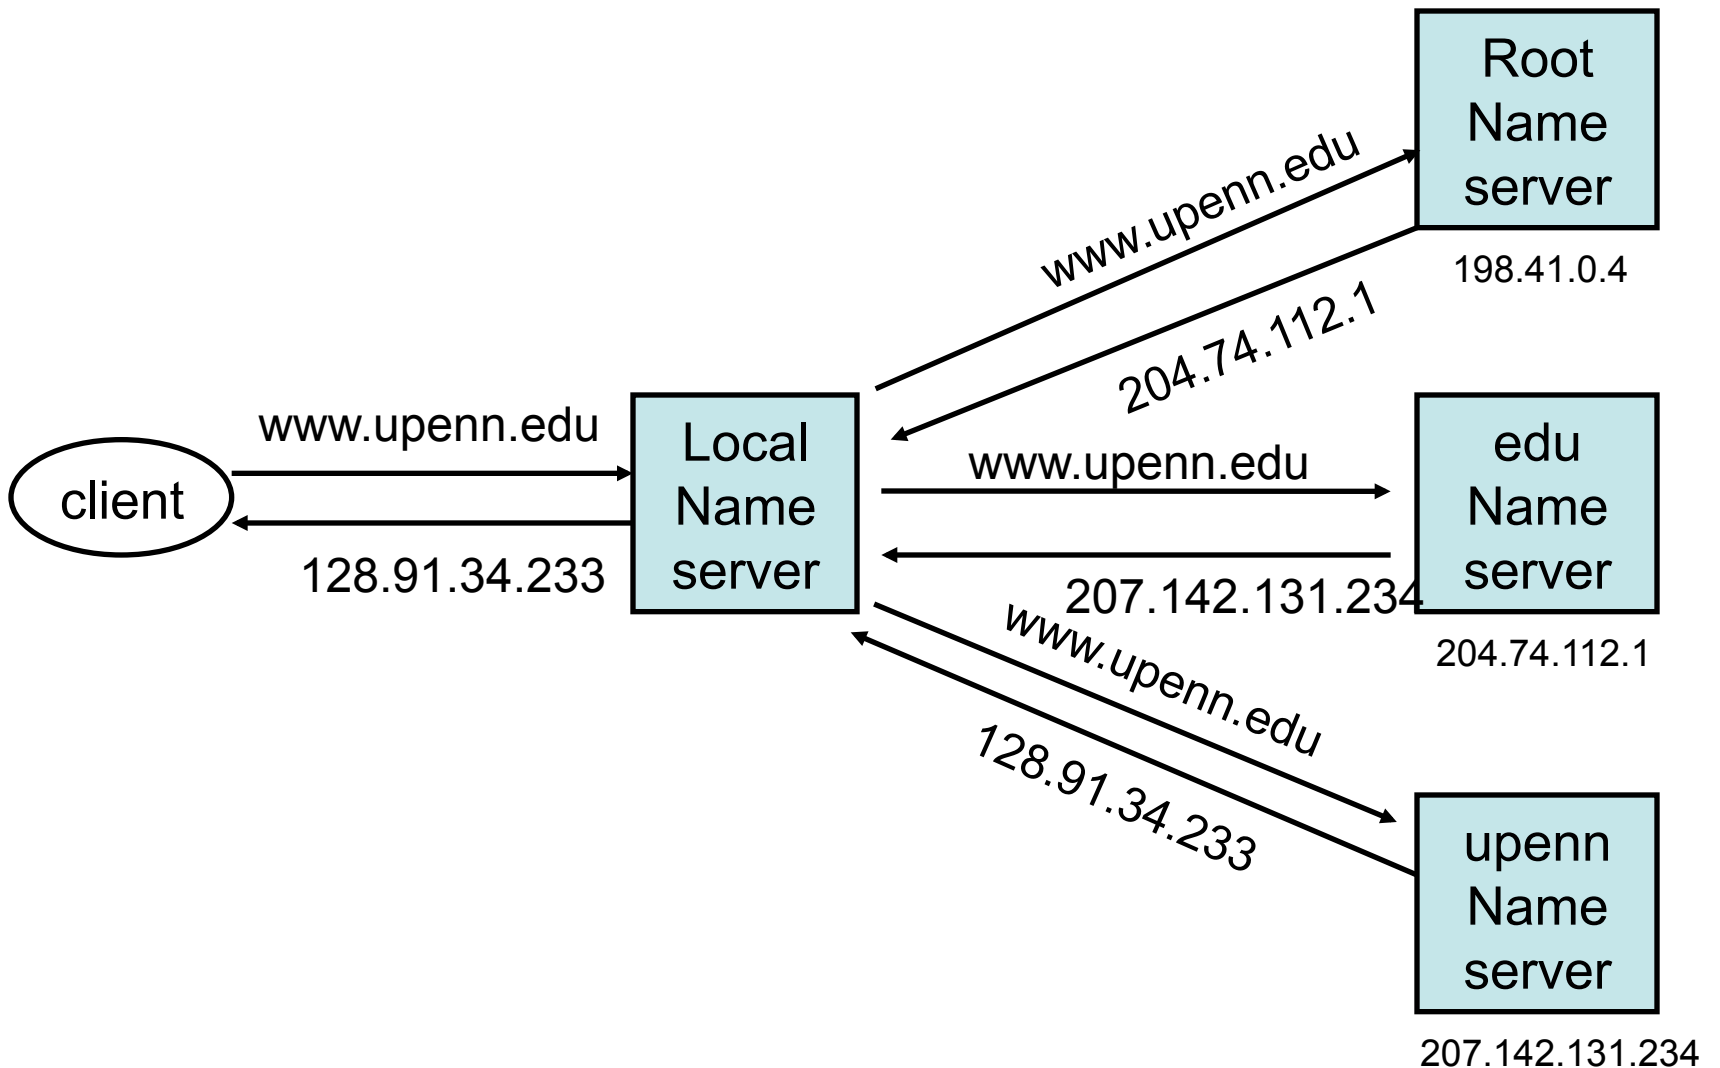 Root
Name
server
198.41.0.4
www.upenn.edu
204.74.112.1
www.upenn.edu
client
128.91.34.233
Local
Name
server
www.upenn.edu
207.142.131.234
edu
Name
server
204.74.112.1
www.upenn.edu
128.91.34.233
upenn
Name
server
207.142.131.234